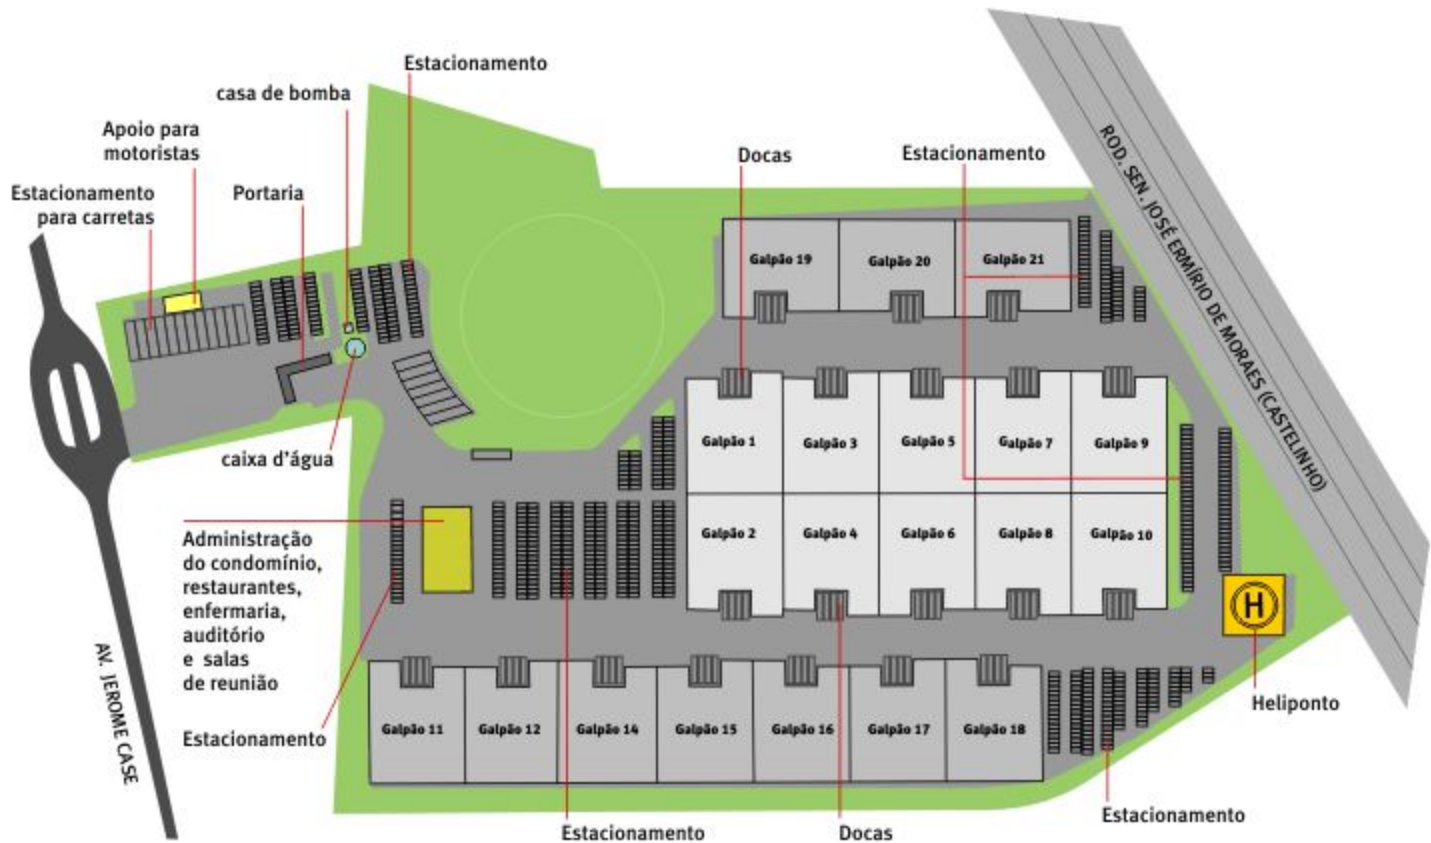 Estacionamento
casa de bomba
Apoio para
motoristas
Estacionamento
para carretas
Portaria
Docas
Estacionamento
ROD. SEN. JOSÉ ERMÍRIO DE MORAES (CASTELINHO)
Galpão 19
Galpão 20
Galpão 21
caixa d'água
Galpão 1
Galpão 3
Galpão 5
Galpão 7
Galpão 9
Galpão 2
Galpão 4
Galpão 6
Galpão 8
Galpão 10
Administração
do condomínio,
restaurantes,
enfermaria,
auditório
e salas
de reunião
H
Heliponto
AV. JEROME CASE
Estacionamento
Galpão 11
Galpão 12
Galpão 14
Galpão 15
Galpão 16
Galpão 17
Galpão 18
Estacionamento
Estacionamento
Docas